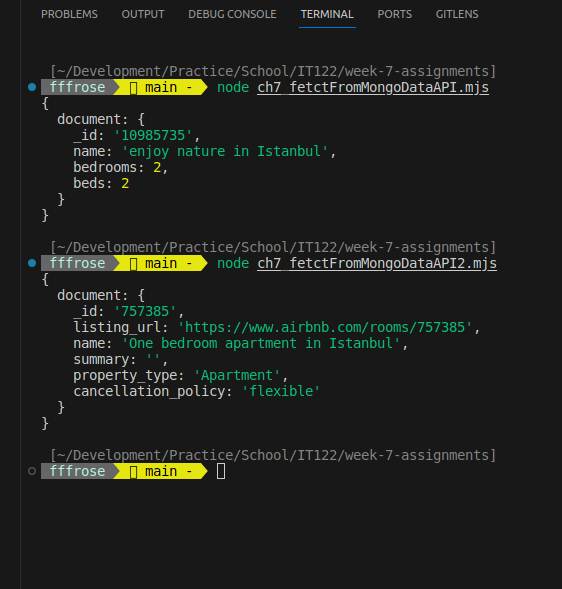 PROBLEMS OUTPUT DEBUG CONSOLE TERMINAL PORTS GITLENS
[~/Development/Practice/School/IT122/week-7-assignments]
fffrose main - node ch7_fetctFromMongoDataAPI.mjs
{
  document: {
    _id: '10985735',
    name: 'enjoy nature in Istanbul',
    bedrooms: 2,
    beds: 2
  }
}
[~/Development/Practice/School/IT122/week-7-assignments]
fffrose main - node ch7_fetctFromMongoDataAPI2.mjs
{
  document: {
    _id: '757385',
    listing_url: 'https://www.airbnb.com/rooms/757385',
    name: 'One bedroom apartment in Istanbul',
    summary: '',
    property_type: 'Apartment',
    cancellation_policy: 'flexible'
  }
}
[~/Development/Practice/School/IT122/week-7-assignments]
fffrose main -